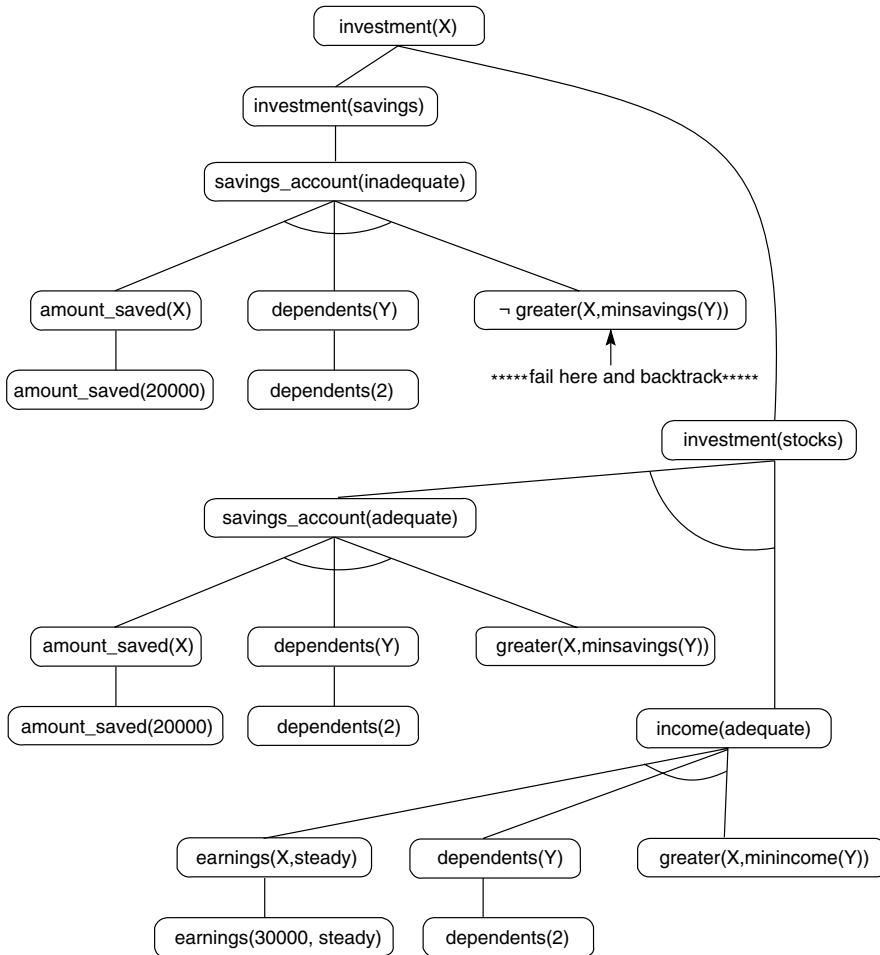 investment(X)
investment(savings)
savings_account(inadequate)
amount_saved(X)
dependents(Y)
¬ greater(X,minsavings(Y))
amount_saved(20000)
dependents(2)
*****fail here and backtrack*****
investment(stocks)
savings_account(adequate)
amount_saved(X)
dependents(Y)
greater(X,minsavings(Y))
amount_saved(20000)
dependents(2)
income(adequate)
earnings(X,steady)
dependents(Y)
greater(X,minincome(Y))
earnings(30000, steady)
dependents(2)